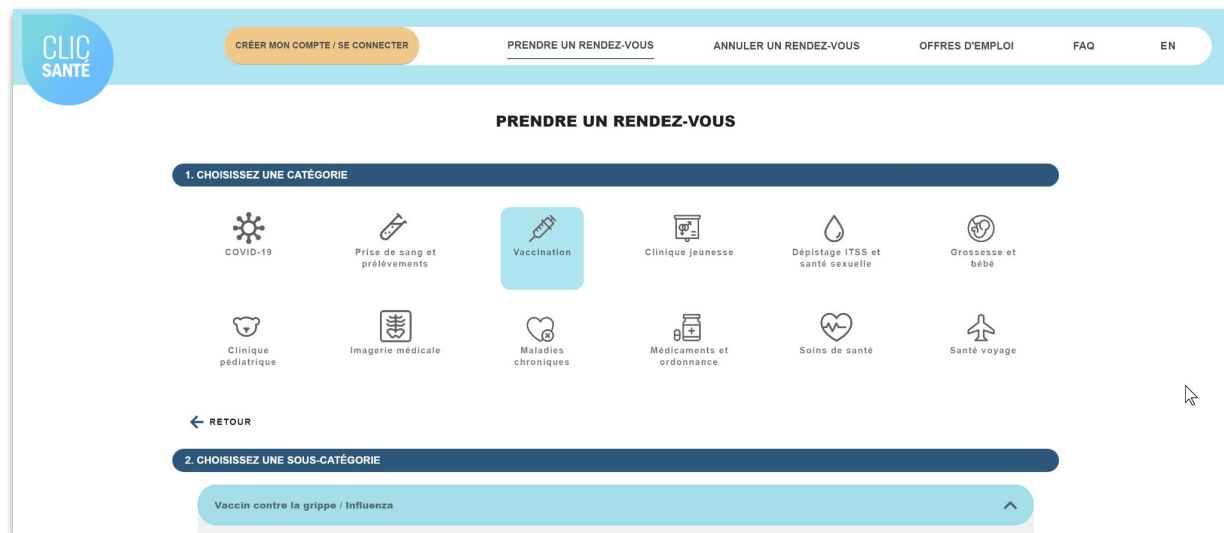 CLIC
SANTÉ
CRÉER MON COMPTE / SE CONNECTER
PRENDRE UN RENDEZ-VOUS
ANNULER UN RENDEZ-VOUS
OFFRES D'EMPLOI
FAQ
EN
PRENDRE UN RENDEZ-VOUS
1. CHOISISSEZ UNE CATÉGORIE
COVID-19
Prise de sang et
prélèvements
Vaccination
Clinique jeunesse
Dépistage ITSS et
santé sexuelle
Grossesse et
bébé
Clinique
pédiatrique
Imagerie médicale
Maladies
chroniques
Médicaments et
ordonnance
Soins de santé
Santé voyage
RETOUR
2. CHOISISSEZ UNE SOUS-CATÉGORIE
Vaccin contre la grippe / Influenza